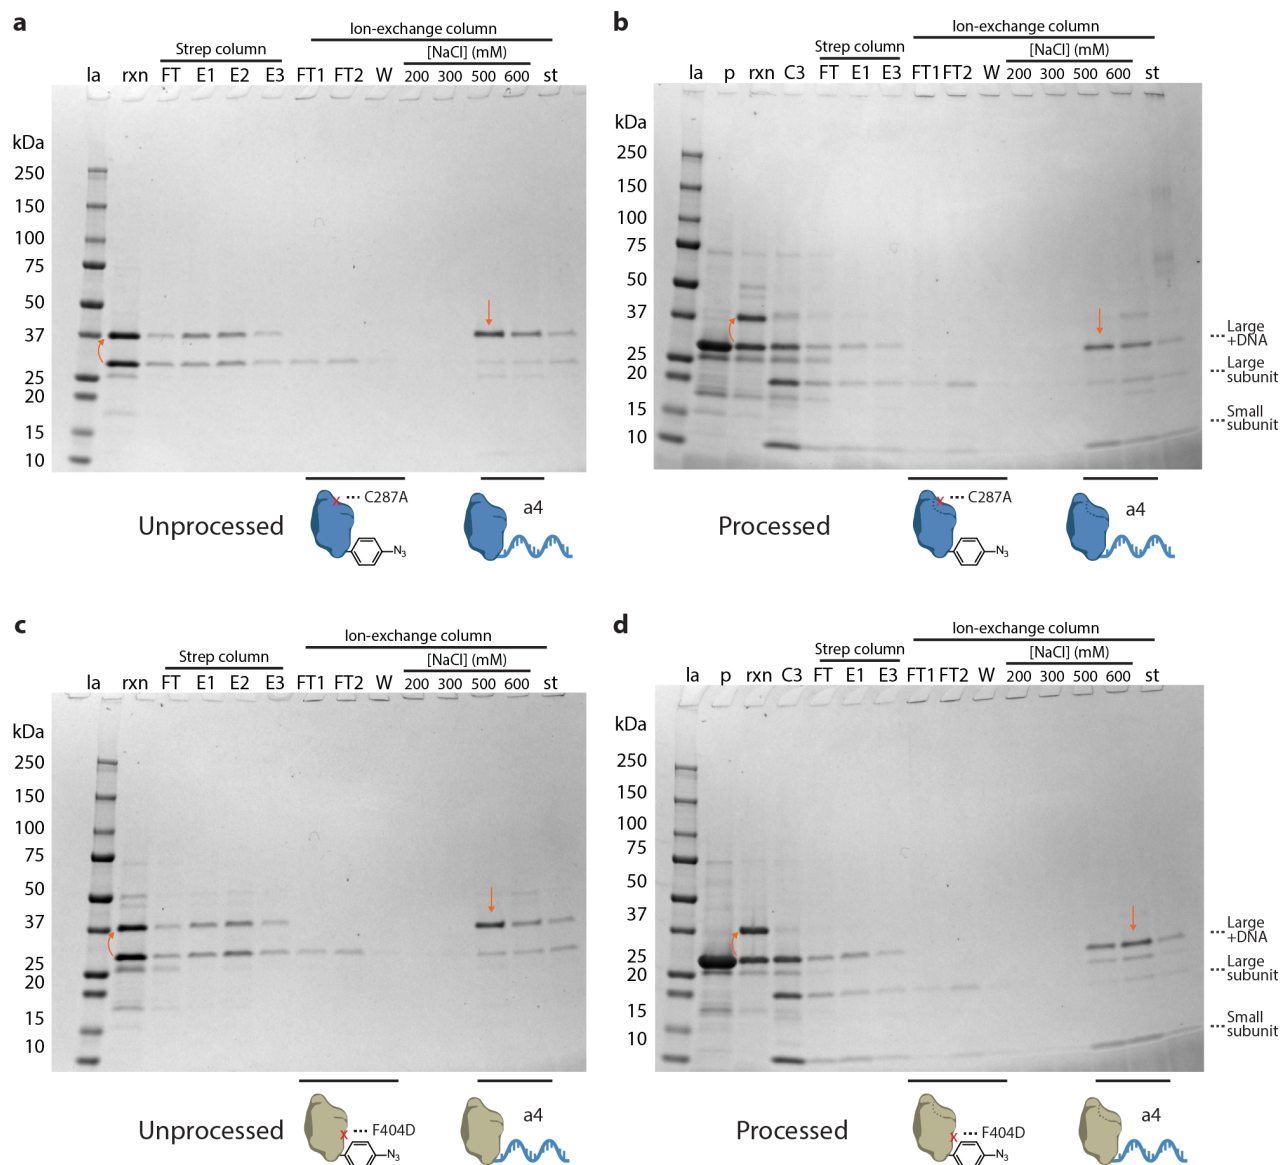 a
Ion-exchange column
Strep column
[NaCl] (mM)
la rxn FT E1 E2 E3 FT1 FT2 W 200 300 500 600 st
kDa
250
150
100
75
50
37
25
20
15
10
Unprocessed
C287A
N3
a4
b
Ion-exchange column
Strep column
[NaCl] (mM)
la p rxn C3 FT E1 E3 FT1 FT2 W 200 300 500 600 st
kDa
250
150
100
75
50
37
25
20
15
10
Large
+DNA
Large
subunit
Small
subunit
Processed
C287A
N3
a4
c
Ion-exchange column
Strep column
[NaCl] (mM)
la rxn FT E1 E2 E3 FT1 FT2 W 200 300 500 600 st
kDa
250
150
100
75
50
37
25
20
15
10
Unprocessed
F404D
N3
a4
d
Ion-exchange column
Strep column
[NaCl] (mM)
la p rxn C3 FT E1 E3 FT1 FT2 W 200 300 500 600 st
kDa
250
150
100
75
50
37
25
20
15
10
Large
+DNA
Large
subunit
Small
subunit
Processed
F404D
N3
a4